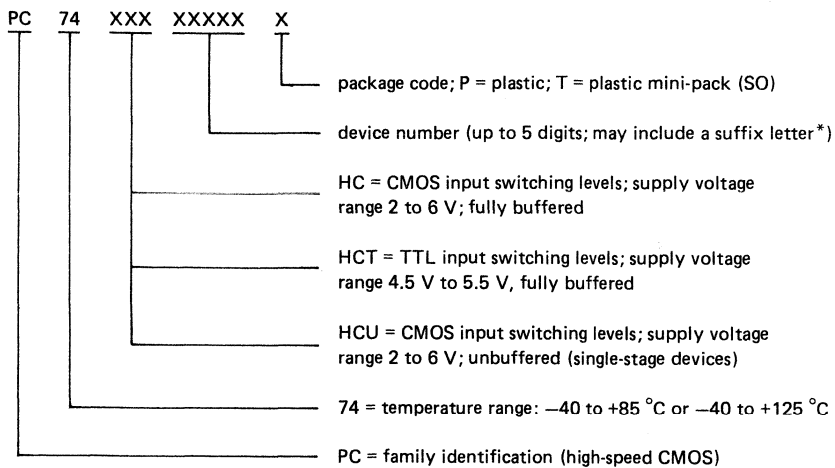 PC 74 XXX XXXXX X
package code; P = plastic; T = plastic mini-pack (SO)
device number (up to 5 digits; may include a suffix letter*)
HC = CMOS input switching levels; supply voltage
range 2 to 6 V; fully buffered
HCT = TTL input switching levels; supply voltage
range 4.5 V to 5.5 V, fully buffered
HCU = CMOS input switching levels; supply voltage
range 2 to 6 V; unbuffered (single-stage devices)
74 = temperature range: −40 to +85 °C or −40 to +125 °C
PC = family identification (high-speed CMOS)